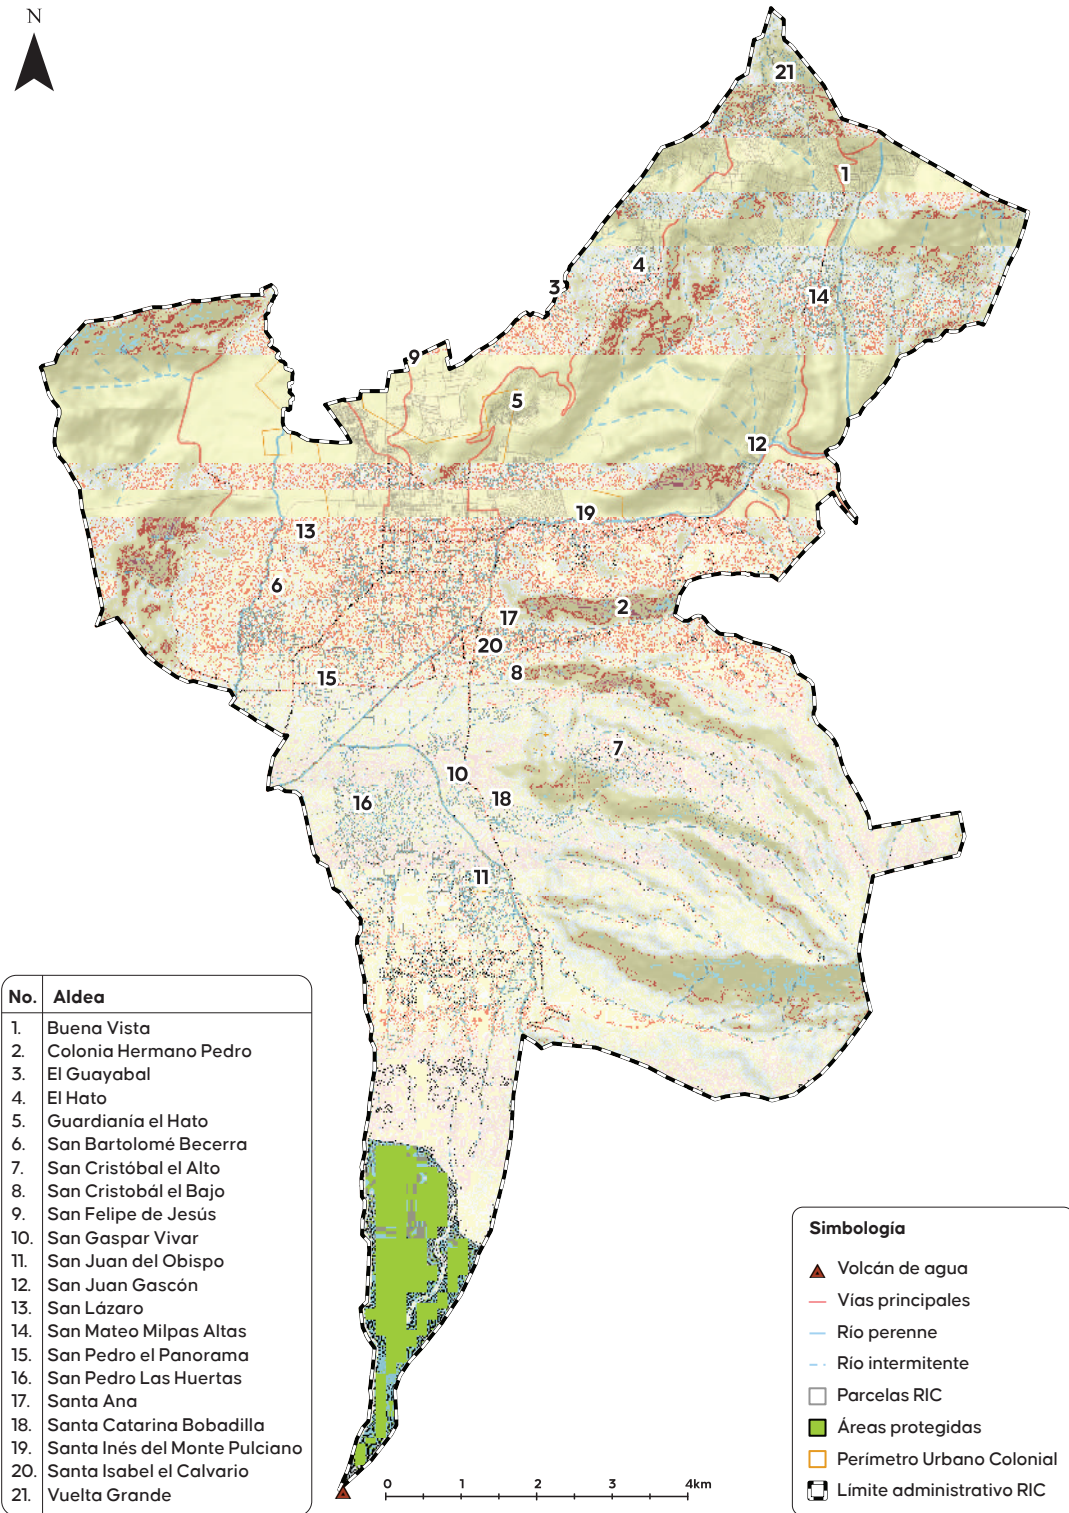 N
21
1
4
3
14
9
5
12
19
13
6
2
17
20
8
15
7
10
18
16
11
No. Aldea
1. Buena Vista
2. Colonia Hermano Pedro
3. El Guayabal
4. El Hato
5. Guardianía el Hato
6. San Bartolomé Becerra
7. San Cristóbal el Alto
8. San Cristobál el Bajo
9. San Felipe de Jesús
10. San Gaspar Vivar
11. San Juan del Obispo
12. San Juan Gascón
13. San Lázaro
14. San Mateo Milpas Altas
15. San Pedro el Panorama
16. San Pedro Las Huertas
17. Santa Ana
18. Santa Catarina Bobadilla
19. Santa Inés del Monte Pulciano
20. Santa Isabel el Calvario
21. Vuelta Grande
0 1 2 4km
Simbología
Volcán de agua
Vías principales
Río perenne
Río intermitente
Parcelas RIC
Áreas protegidas
Perímetro Urbano Colonial
Límite administrativo RIC